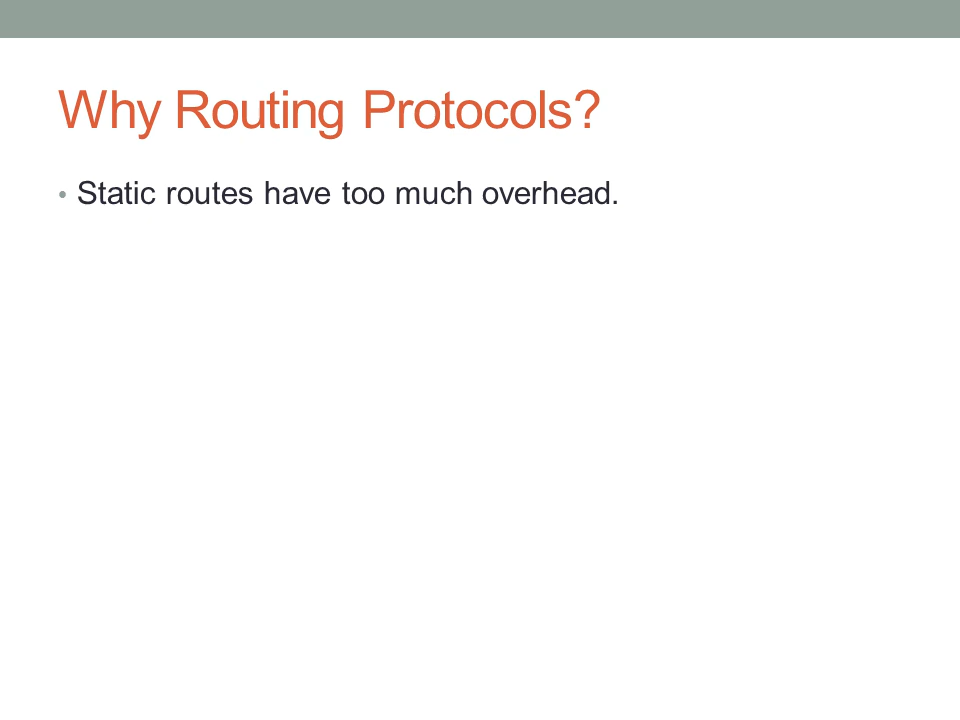 Why Routing Protocols?
• Static routes have too much overhead.